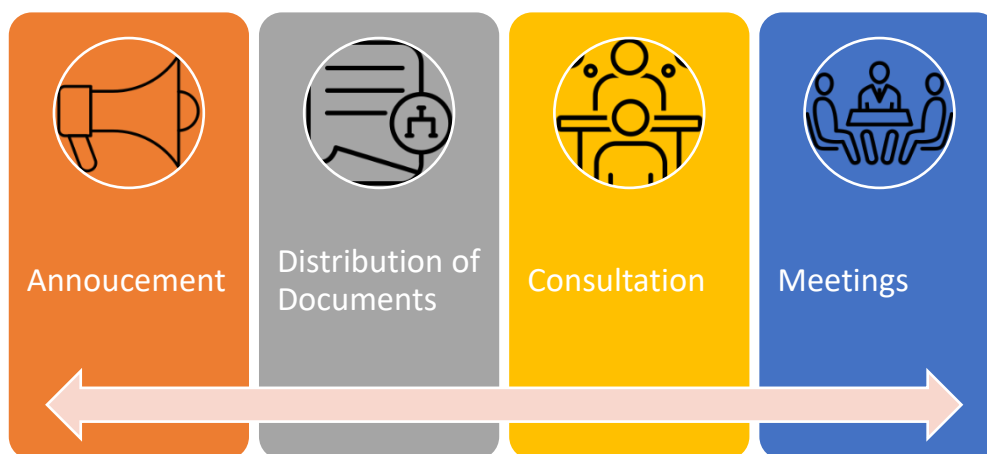 Annoucement
Distribution of
Documents
Consultation
Meetings